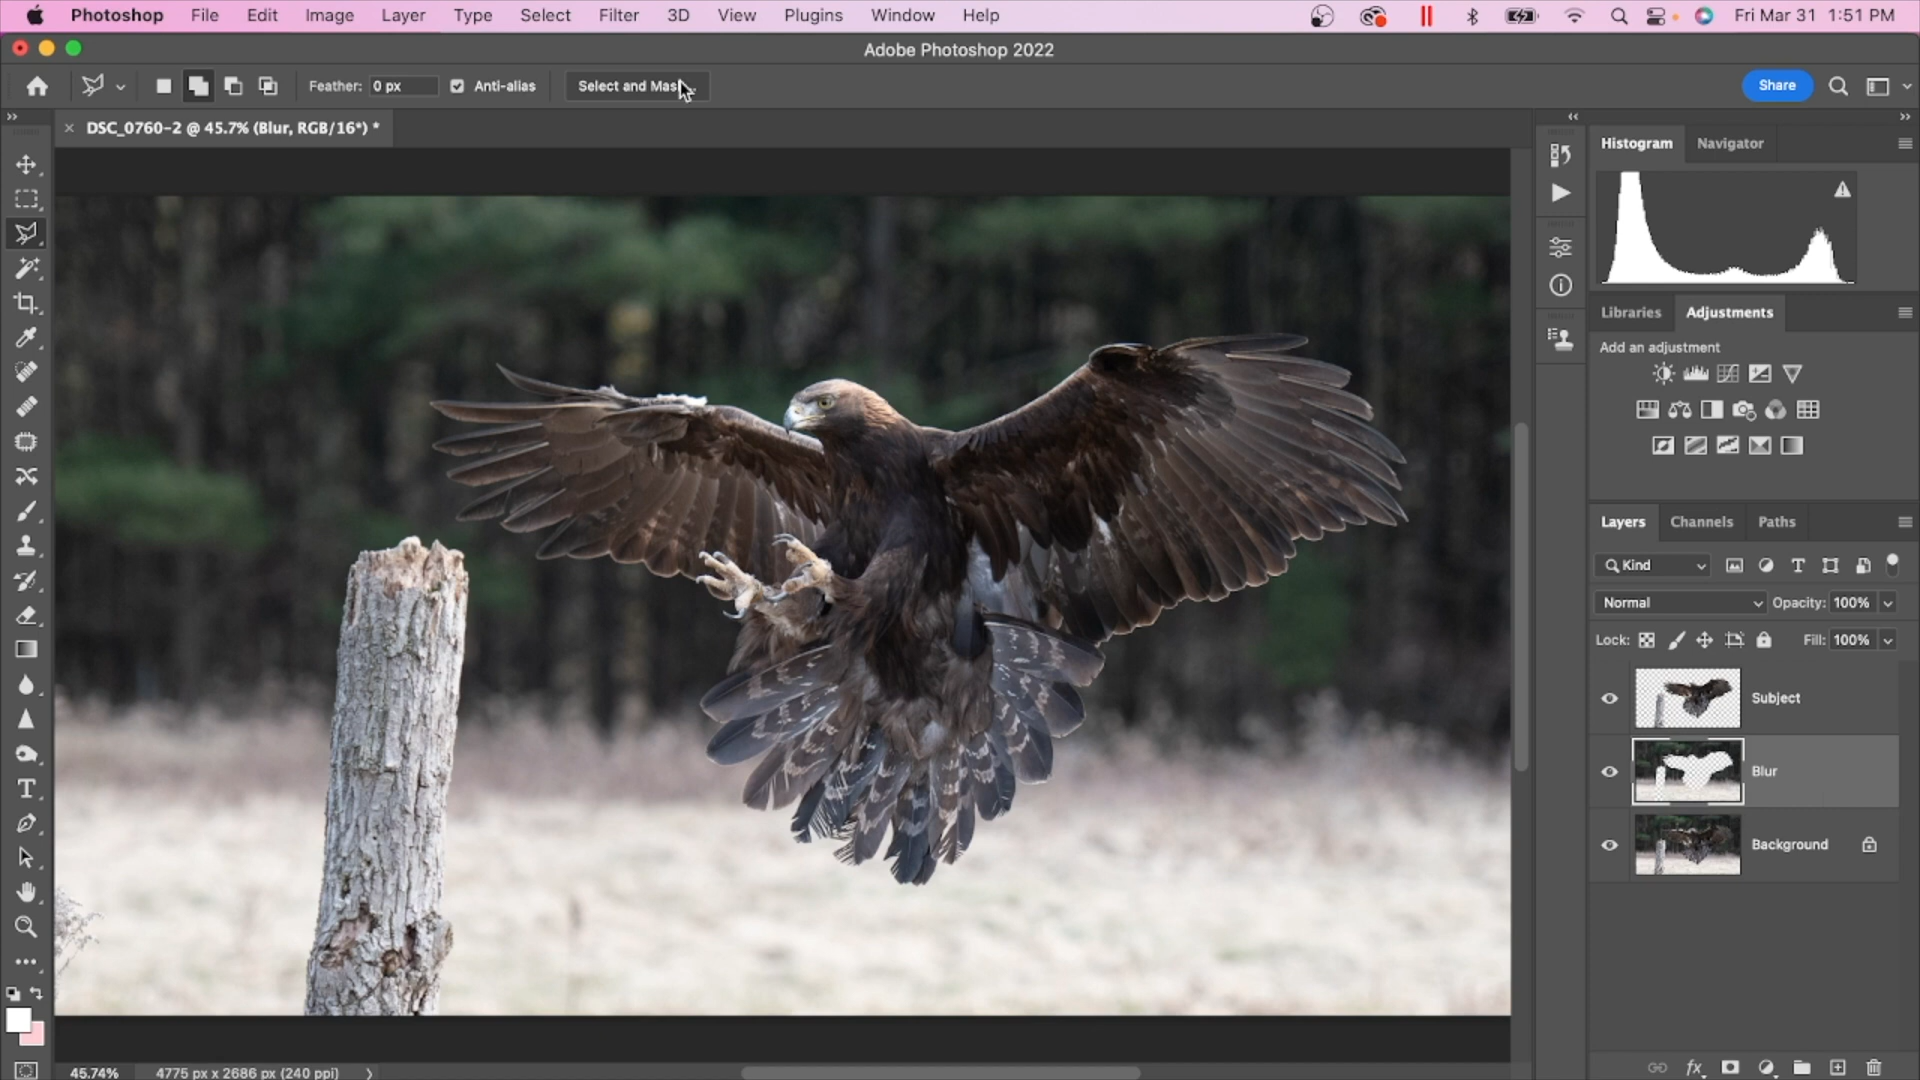 Photoshop File Edit Image Layer Type Select Filter 3D View Plugins Window Help Fri Mar 31 1:51 PM
Adobe Photoshop 2022
Feather: 0 px Anti-alias Select and Mas Share
DSC_0760-2 @ 45.7% (Blur, RGB/16*) *
Histogram Navigator
Libraries Adjustments
Add an adjustment
Layers Channels Paths
Kind
Normal Opacity: 100%
Lock: Fill: 100%
Subject
Blur
Background
45.74% 4775 px x 2686 px (240 ppi)